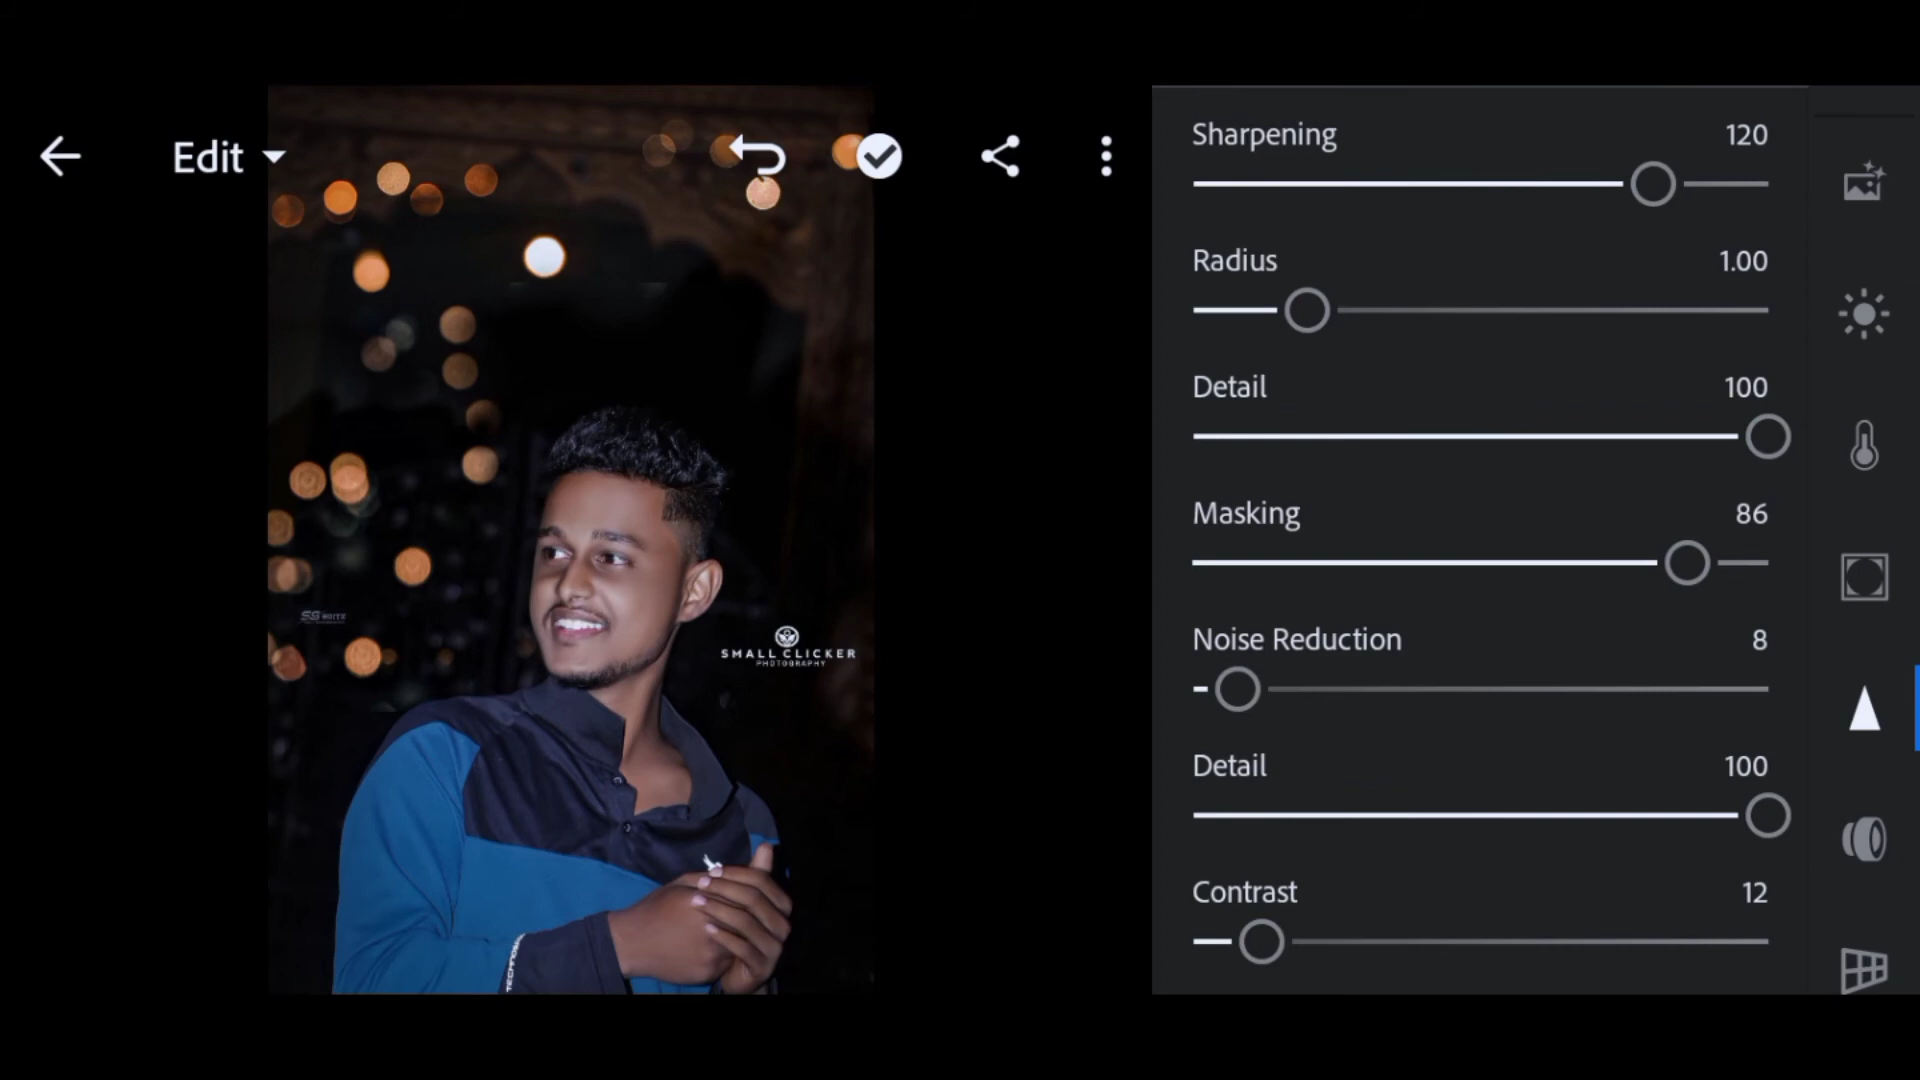 Edit
Sharpening 120
Radius 1.00
Detail 100
Masking 86
Noise Reduction 8
Detail 100
Contrast 12
SMALL CLICKER
PHOTOGRAPHY